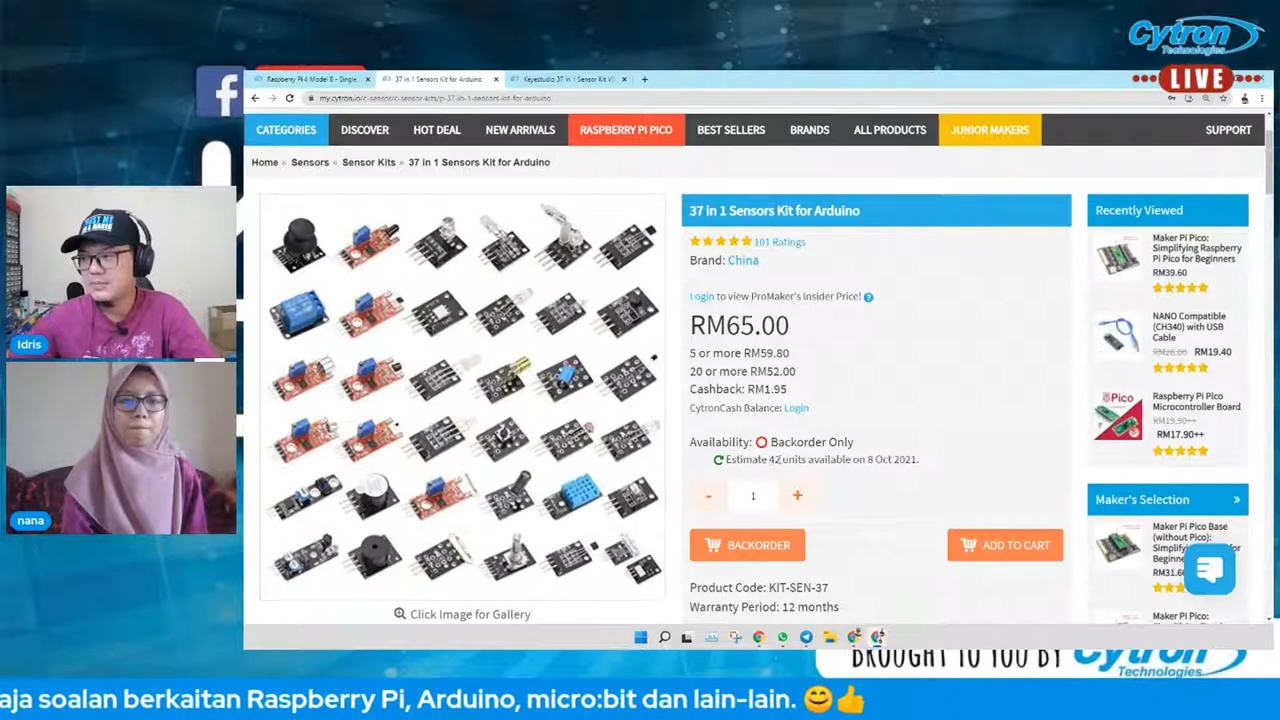 Cytron
Technologies
LIVE
Raspberry Pi 4 Model B - Single
37 in 1 Sensors Kit for Arduino
Keyestudio 37 in 1 Sensor Kit V
my.cytron.io/c-sensor/c-sensor-kits/p-37-in-1-sensors-kit-for-arduino
CATEGORIES DISCOVER HOT DEAL NEW ARRIVALS RASPBERRY PI PICO BEST SELLERS BRANDS ALL PRODUCTS JUNIOR MAKERS SUPPORT
Home » Sensors » Sensor Kits » 37 in 1 Sensors Kit for Arduino
37 in 1 Sensors Kit for Arduino
101 Ratings
Brand: China
Login to view ProMaker's Insider Price!
RM65.00
5 or more RM59.80
20 or more RM52.00
Cashback: RM1.95
CytronCash Balance: Login
Availability: Backorder Only
Estimate 42 units available on 8 Oct 2021.
- 1 +
BACKORDER
ADD TO CART
Product Code: KIT-SEN-37
Warranty Period: 12 months
Click Image for Gallery
Recently Viewed
Maker Pi Pico:
Simplifying Raspberry
Pi Pico for Beginners
RM39.60
NANO Compatible
(CH340) with USB
Cable
RM26.00 RM19.40
Pico
Raspberry Pi Pico
Microcontroller Board
RM19.90++
RM17.90++
Maker's Selection »
Maker Pi Pico Base
(without Pico):
Simplifying
Beginne
RM31.6
Maker Pi Pico:
Idris
nana
BROUGHT TO YOU BY Cytron
Technologies
aja soalan berkaitan Raspberry Pi, Arduino, micro:bit dan lain-lain. 😊👍